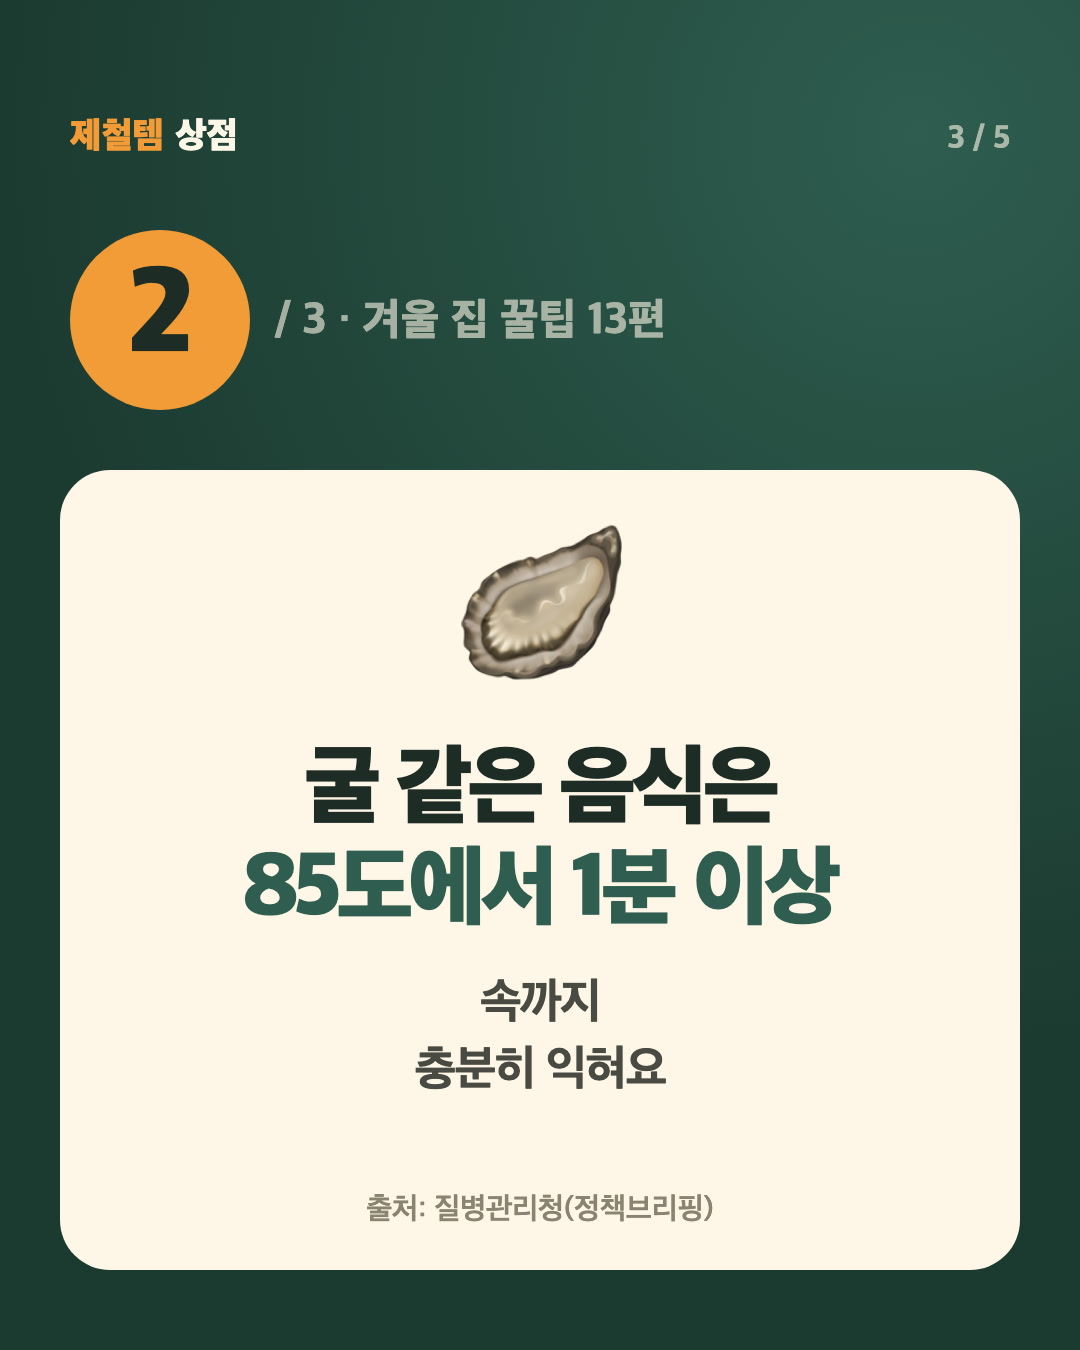 제철템 상점
3 / 5
2
/ 3 · 겨울 집 꿀팁 13편
굴 같은 음식은
85도에서 1분 이상
속까지
충분히 익혀요
출처: 질병관리청(정책브리핑)